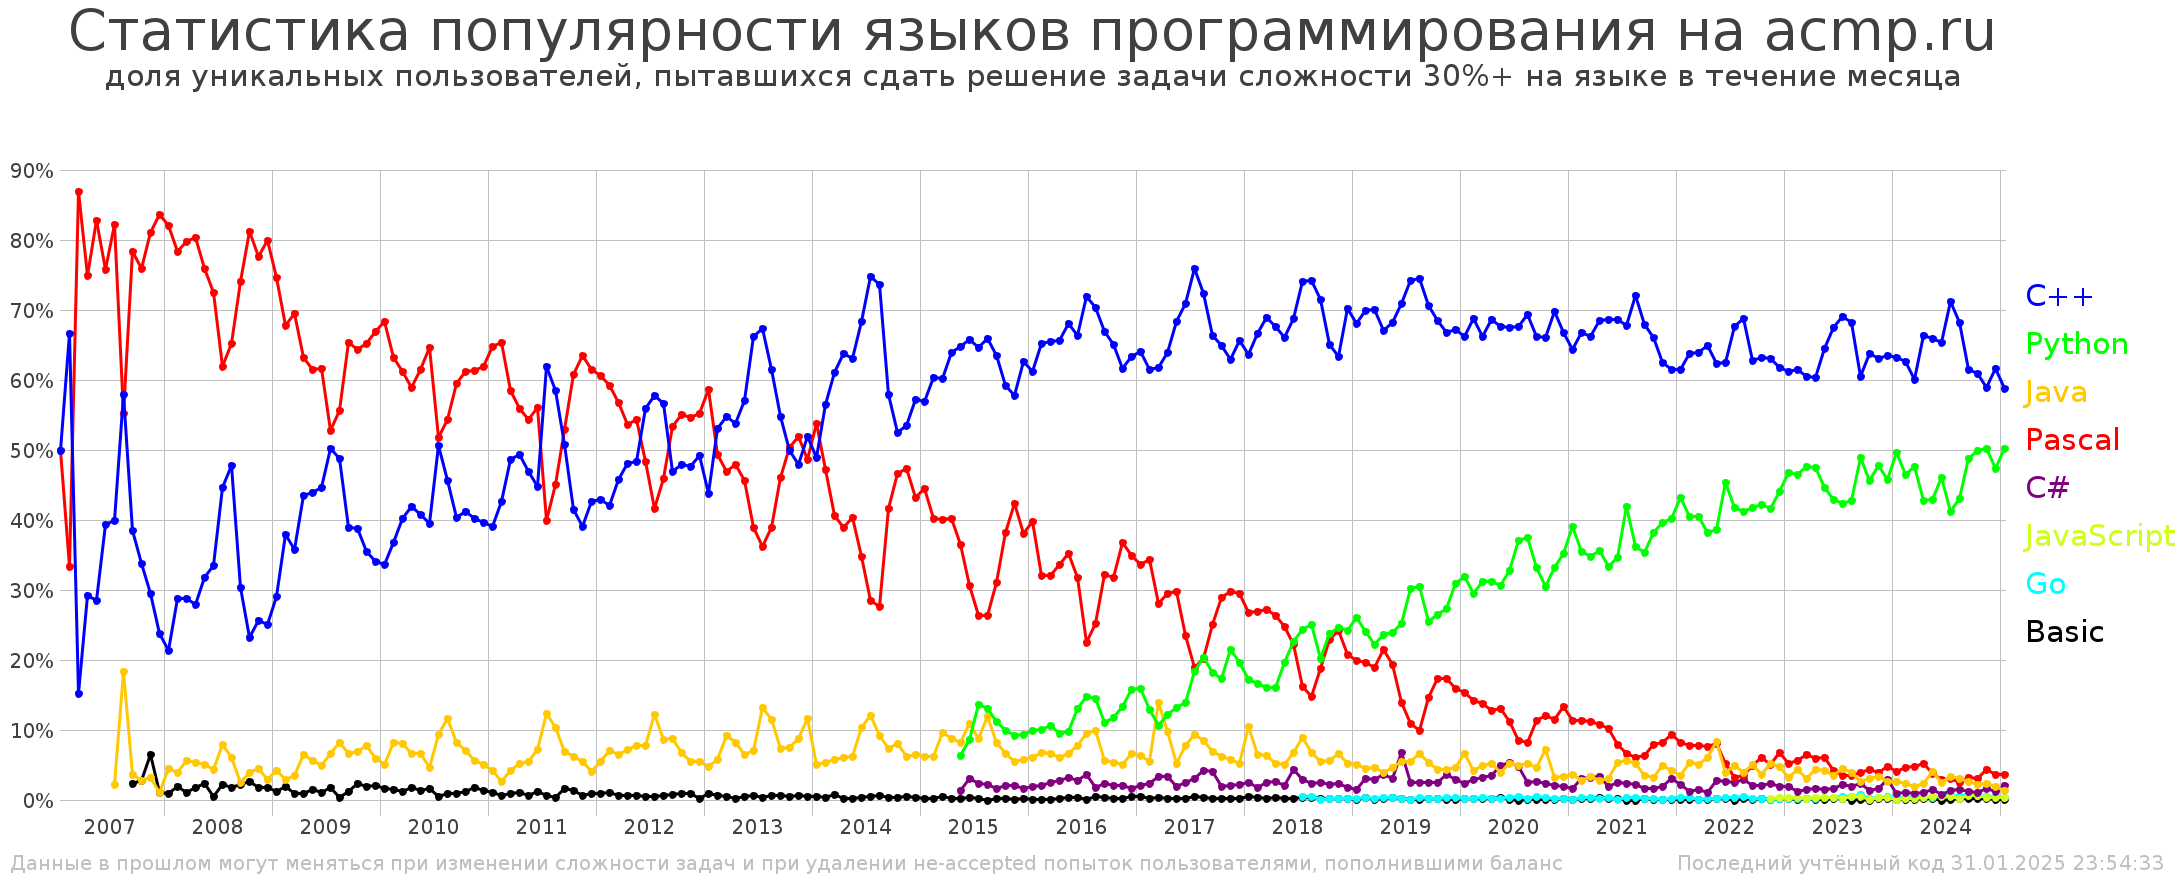 Статистика популярности языков программирования на acmp.ru
доля уникальных пользователей, пытавшихся сдать решение задачи сложности 30%+ на языке в течение месяца
90%
80%
70%
60%
50%
40%
30%
20%
10%
0%
C++
Python
Java
Pascal
C#
JavaScript
Go
Basic
2007 2008 2009 2010 2011 2012 2013 2014 2015 2016 2017 2018 2019 2020 2021 2022 2023 2024
Данные в прошлом могут меняться при изменении сложности задач и при удалении не-accepted попыток пользователями, пополнившими баланс
Последний учтённый код 31.01.2025 23:54:33